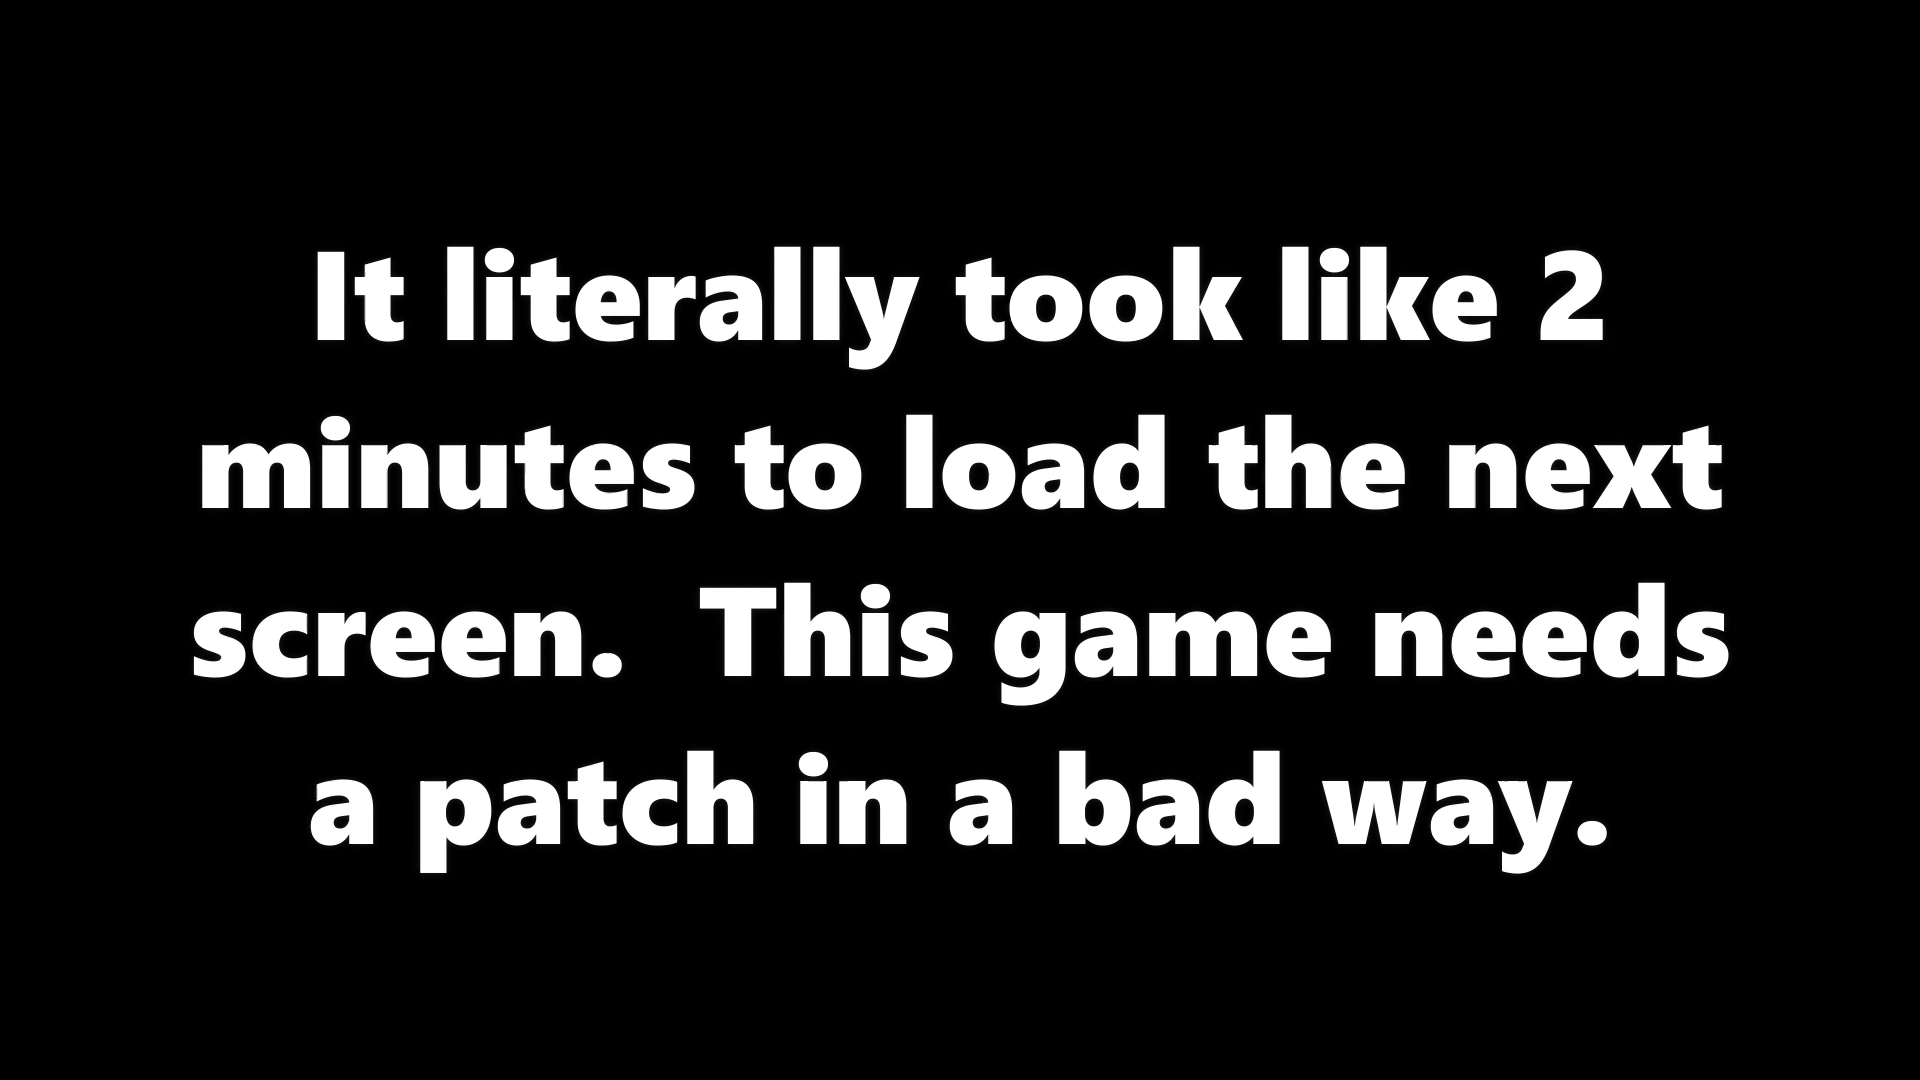 It literally took like 2
minutes to load the next
screen.  This game needs
a patch in a bad way.